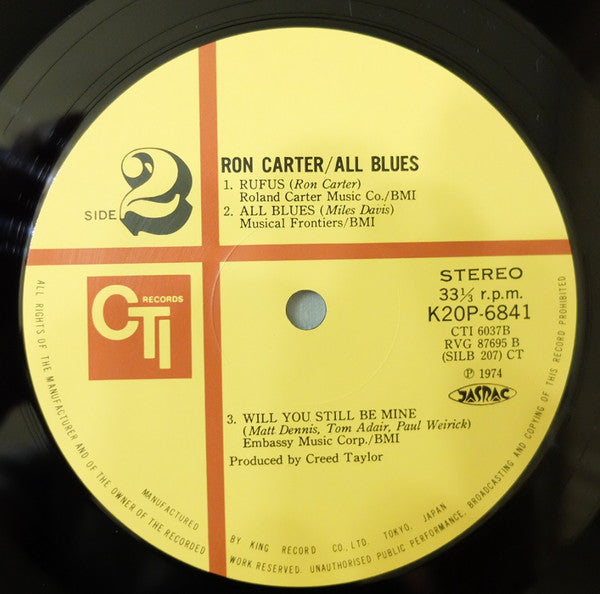 SIDE 2
RON CARTER/ALL BLUES
1. RUFUS (Ron Carter)
Roland Carter Music Co./BMI
2. ALL BLUES (Miles Davis)
Musical Frontiers/BMI
CTI RECORDS
STEREO
33⅓ r.p.m.
K20P-6841
CTI 6037B
RVG 87695 B
(SILB 207) CT
℗ 1974
JASRAC
3. WILL YOU STILL BE MINE
(Matt Dennis, Tom Adair, Paul Weirick)
Embassy Music Corp./BMI
Produced by Creed Taylor
MANUFACTURED BY KING RECORD CO., LTD. TOKYO, JAPAN
ALL RIGHTS OF THE MANUFACTURER AND OF THE OWNER OF THE RECORDED WORK RESERVED. UNAUTHORISED PUBLIC PERFORMANCE, BROADCASTING AND COPYING OF THIS RECORD PROHIBITED